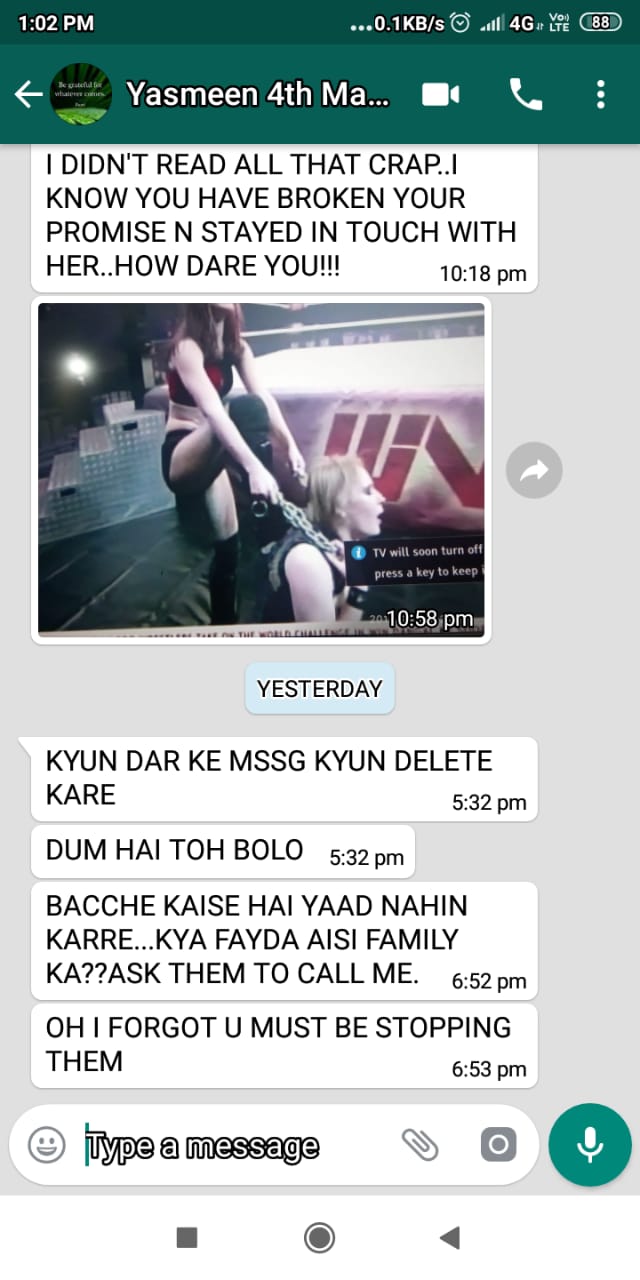 1:02 PM
...0.1KB/s 4G VoLTE 88
Be grateful for
whatever comes.
Yasmeen 4th Ma...
I DIDN'T READ ALL THAT CRAP..I
KNOW YOU HAVE BROKEN YOUR
PROMISE N STAYED IN TOUCH WITH
HER..HOW DARE YOU!!!
10:18 pm
TV will soon turn off
press a key to keep
10:58 pm
YESTERDAY
KYUN DAR KE MSSG KYUN DELETE
KARE
5:32 pm
DUM HAI TOH BOLO 5:32 pm
BACCHE KAISE HAI YAAD NAHIN
KARRE...KYA FAYDA AISI FAMILY
KA??ASK THEM TO CALL ME. 6:52 pm
OH I FORGOT U MUST BE STOPPING
THEM
6:53 pm
Type a message